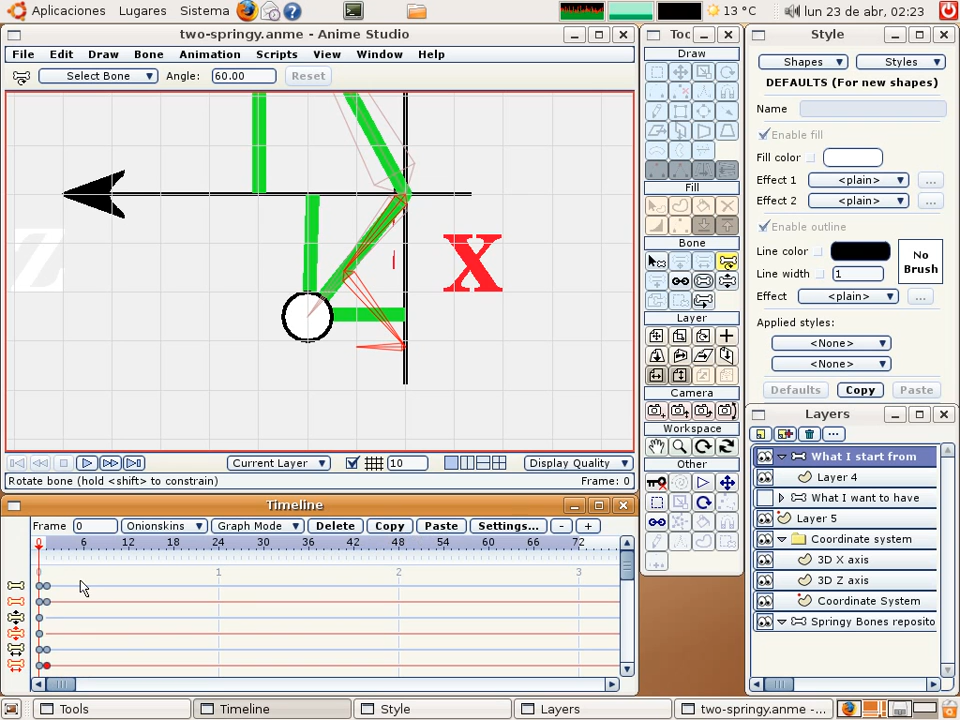 Aplicaciones Lugares Sistema 13 °C lun 23 de abr, 02:23
two-springy.anme - Anime Studio
File Edit Draw Bone Animation Scripts View Window Help
Select Bone Angle: 60.00 Reset
Z
x
Current Layer 10 Display Quality
Rotate bone (hold <shift> to constrain) Frame: 0
Timeline
Frame 0 Onionskins Graph Mode Delete Copy Paste Settings... - +
0 6 12 18 24 30 36 42 48 54 60 66 72
0 1 2 3
Draw
Fill
Bone
Layer
Camera
Workspace
Other
Style
Shapes Styles
DEFAULTS (For new shapes)
Name
Enable fill
Fill color
Effect 1 <plain> ...
Effect 2 <plain> ...
Enable outline
Line color
No
Brush
Line width 1
Effect <plain> ...
Applied styles:
<None>
<None>
Defaults Copy Paste
Layers
...
What I start from
Layer 4
What I want to have
Layer 5
Coordinate system
3D X axis
3D Z axis
Coordinate System
Springy Bones reposito
Tools Timeline Style Layers two-springy.anme -...